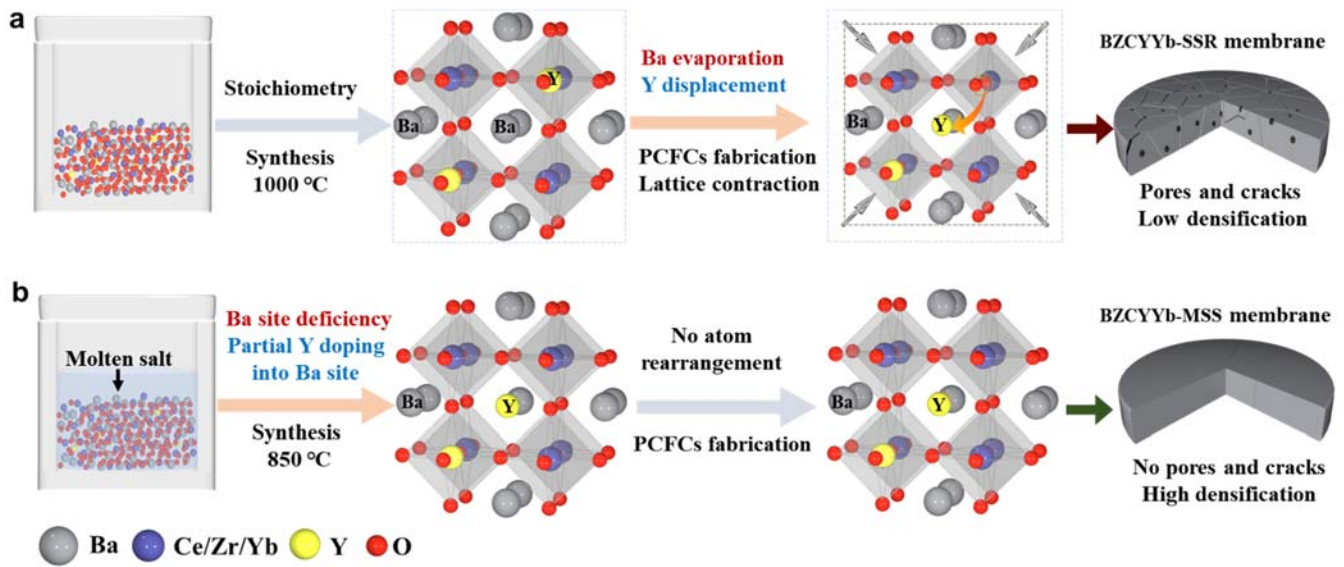 a
Stoichiometry
Synthesis
1000 °C
Y
Ba
Ba
Ba evaporation
Y displacement
PCFCs fabrication
Lattice contraction
Ba
Y
BZCYYb-SSR membrane
Pores and cracks
Low densification
b
Molten salt
Ba site deficiency
Partial Y doping
into Ba site
Synthesis
850 °C
Ba
Y
No atom
rearrangement
PCFCs fabrication
Ba
Y
BZCYYb-MSS membrane
No pores and cracks
High densification
Ba
Ce/Zr/Yb
Y
O